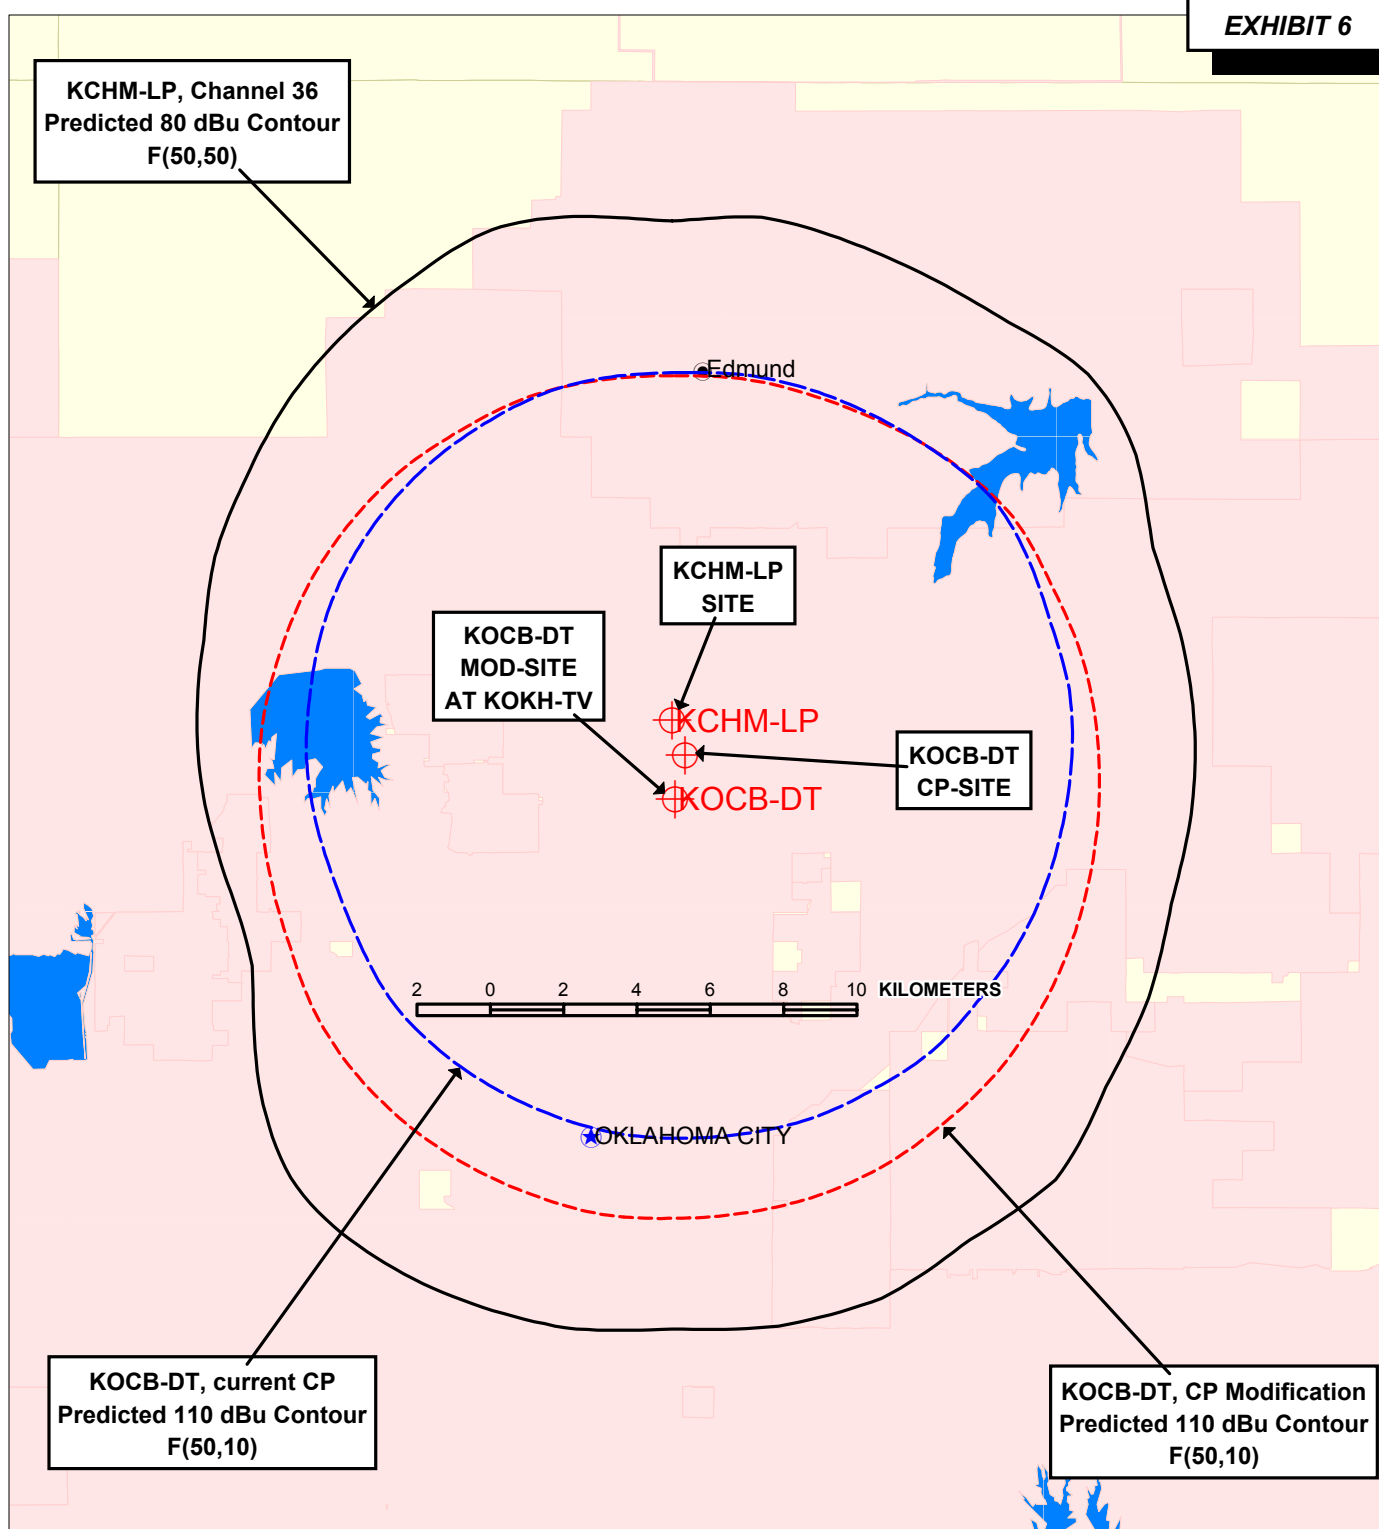 EXHIBIT 6
KCHM-LP, Channel 36
Predicted 80 dBu Contour
F(50,50)
Edmund
KCHM-LP
SITE
KOCB-DT
MOD-SITE
AT KOKH-TV
KCHM-LP
KOCB-DT
CP-SITE
KOCB-DT
2 0 2 4 6 8 10 KILOMETERS
OKLAHOMA CITY
KOCB-DT, current CP
Predicted 110 dBu Contour
F(50,10)
KOCB-DT, CP Modification
Predicted 110 dBu Contour
F(50,10)